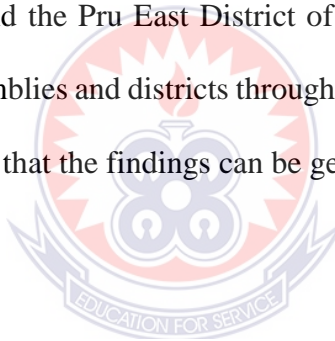 d the Pru East District of
nblies and districts through
that the findings can be ge
EDUCATION FOR SERVICE